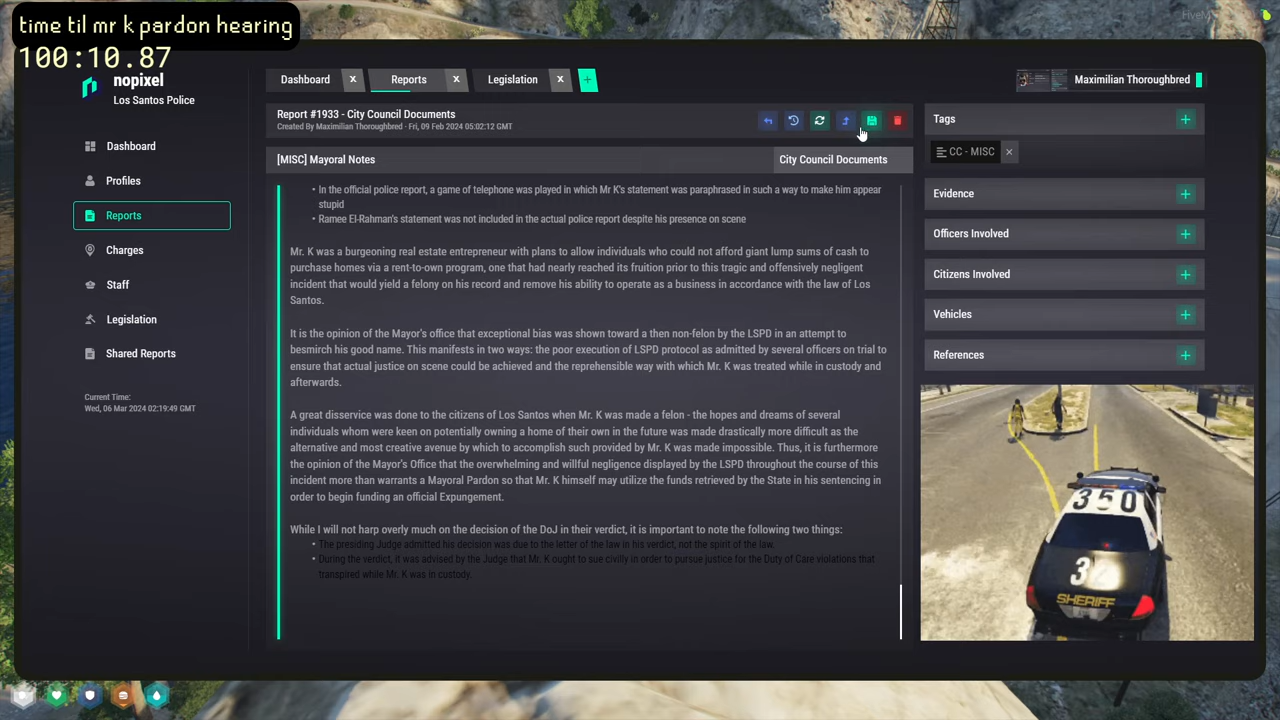 time til mr k pardon hearing
100:10.87
nopixel
Los Santos Police
Dashboard
Profiles
Reports
Charges
Staff
Legislation
Shared Reports
Current Time:
Wed, 06 Mar 2024 02:19:49 GMT
Dashboard x Reports x Legislation x +
Maximilian Thoroughbred
Report #1933 - City Council Documents
Created By Maximilian Thoroughbred · Fri, 09 Feb 2024 05:02:12 GMT
[MISC] Mayoral Notes
City Council Documents
• In the official police report, a game of telephone was played in which Mr K's statement was paraphrased in such a way to make him appear
stupid
• Ramee El-Rahman's statement was not included in the actual police report despite his presence on scene
Mr. K was a burgeoning real estate entrepreneur with plans to allow individuals who could not afford giant lump sums of cash to
purchase homes via a rent-to-own program, one that had nearly reached its fruition prior to this tragic and offensively negligent
incident that would yield a felony on his record and remove his ability to operate as a business in accordance with the law of Los
Santos.
It is the opinion of the Mayor's office that exceptional bias was shown toward a then non-felon by the LSPD in an attempt to
besmirch his good name. This manifests in two ways: the poor execution of LSPD protocol as admitted by several officers on trial to
ensure that actual justice on scene could be achieved and the reprehensible way with which Mr. K was treated while in custody and
afterwards.
A great disservice was done to the citizens of Los Santos when Mr. K was made a felon - the hopes and dreams of several
individuals whom were keen on potentially owning a home of their own in the future was made drastically more difficult as the
alternative and most creative avenue by which to accomplish such provided by Mr. K was made impossible. Thus, it is furthermore
the opinion of the Mayor's Office that the overwhelming and willful negligence displayed by the LSPD throughout the course of this
incident more than warrants a Mayoral Pardon so that Mr. K himself may utilize the funds retrieved by the State in his sentencing in
order to begin funding an official Expungement.
While I will not harp overly much on the decision of the DoJ in their verdict, it is important to note the following two things:
• The presiding Judge admitted his decision was due to the letter of the law in his verdict, not the spirit of the law.
• During the verdict, it was advised by the Judge that Mr. K ought to sue civilly in order to pursue justice for the Duty of Care violations that
transpired while Mr. K was in custody.
Tags +
CC - MISC x
Evidence +
Officers Involved +
Citizens Involved +
Vehicles +
References +
350
SHERIFF